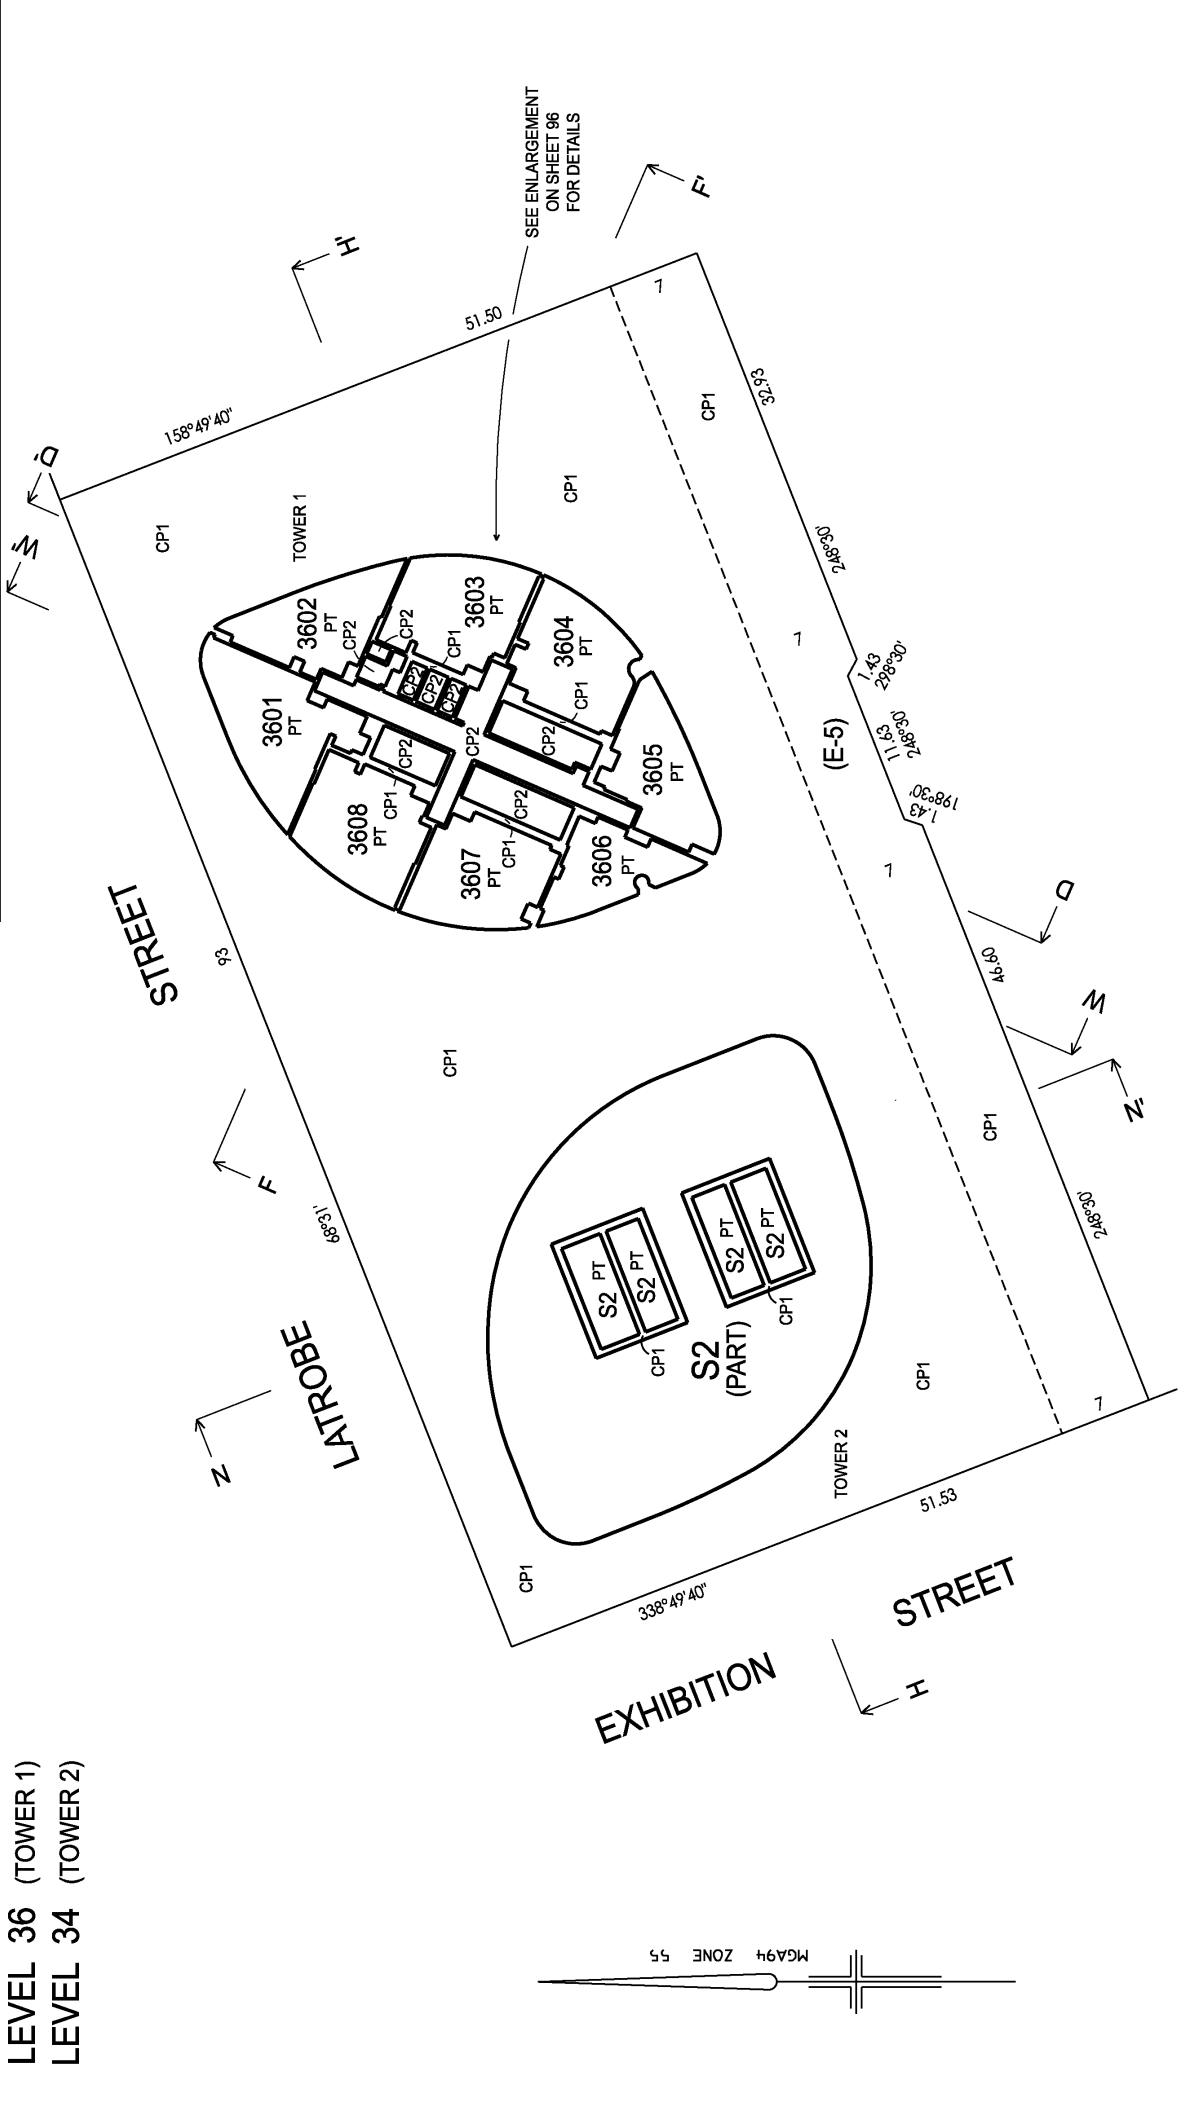 LEVEL 36 (TOWER 1)
LEVEL 34 (TOWER 2)
SEE ENLARGEMENT
ON SHEET 96
FOR DETAILS
LATROBE
STREET
EXHIBITION
STREET
68°31'
93
158°49'40"
51.50
32.93
248°30'
1.43
298°30'
11.63
248°30'
1.43
198°30'
46.60
248°30'
51.53
338°49'40"
7
7
7
7
(E-5)
D'
W'
H'
F'
F
N
H
D
W
N'
TOWER 1
3601
PT
3602
PT
3603
PT
3604
PT
3605
PT
3606
PT
3607
PT
3608
PT
CP2
CP2
CP1
CP2
CP2
CP2
CP2
CP2
CP1
CP2
CP1
CP2
CP1
CP1
CP1
CP1
CP1
CP1
CP1
CP1
TOWER 2
S2 PT
S2 PT
CP1
S2 PT
S2 PT
CP1
S2
(PART)
MGA94 ZONE 55